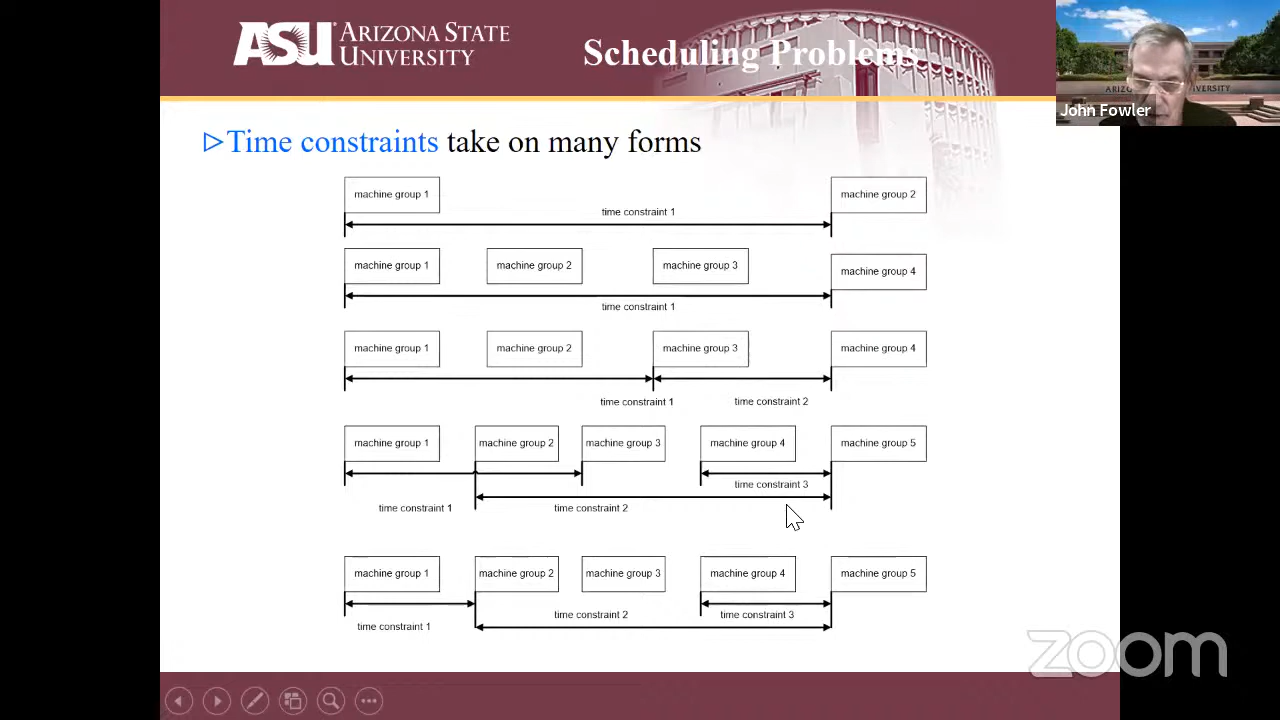 ASU ARIZONA STATE
UNIVERSITY
Scheduling Problems
John Fowler
Time constraints take on many forms
machine group 1
machine group 2
time constraint 1
machine group 1
machine group 2
machine group 3
machine group 4
time constraint 1
machine group 1
machine group 2
machine group 3
machine group 4
time constraint 1
time constraint 2
machine group 1
machine group 2
machine group 3
machine group 4
machine group 5
time constraint 3
time constraint 1
time constraint 2
machine group 1
machine group 2
machine group 3
machine group 4
machine group 5
time constraint 2
time constraint 3
time constraint 1
zoom